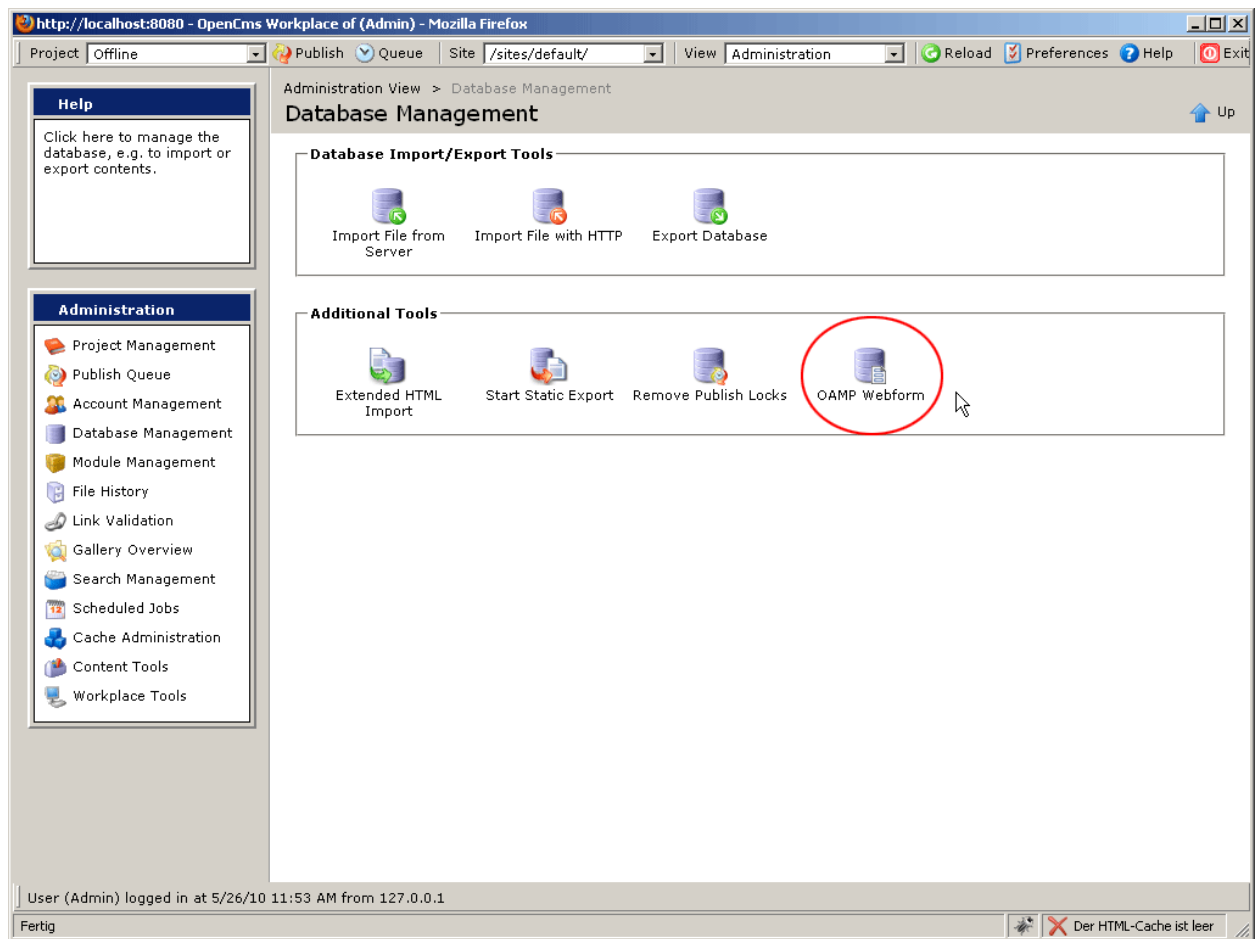 http://localhost:8080 - OpenCms Workplace of (Admin) - Mozilla Firefox
Project Offline Publish Queue Site /sites/default/ View Administration Reload Preferences Help Exit
Help
Click here to manage the
database, e.g. to import or
export contents.
Administration
Project Management
Publish Queue
Account Management
Database Management
Module Management
File History
Link Validation
Gallery Overview
Search Management
12 Scheduled Jobs
Cache Administration
Content Tools
Workplace Tools
Administration View > Database Management
Database Management
Up
Database Import/Export Tools
Import File from
Server
Import File with HTTP
Export Database
Additional Tools
Extended HTML
Import
Start Static Export
Remove Publish Locks
OAMP Webform
User (Admin) logged in at 5/26/10 11:53 AM from 127.0.0.1
Fertig
Der HTML-Cache ist leer